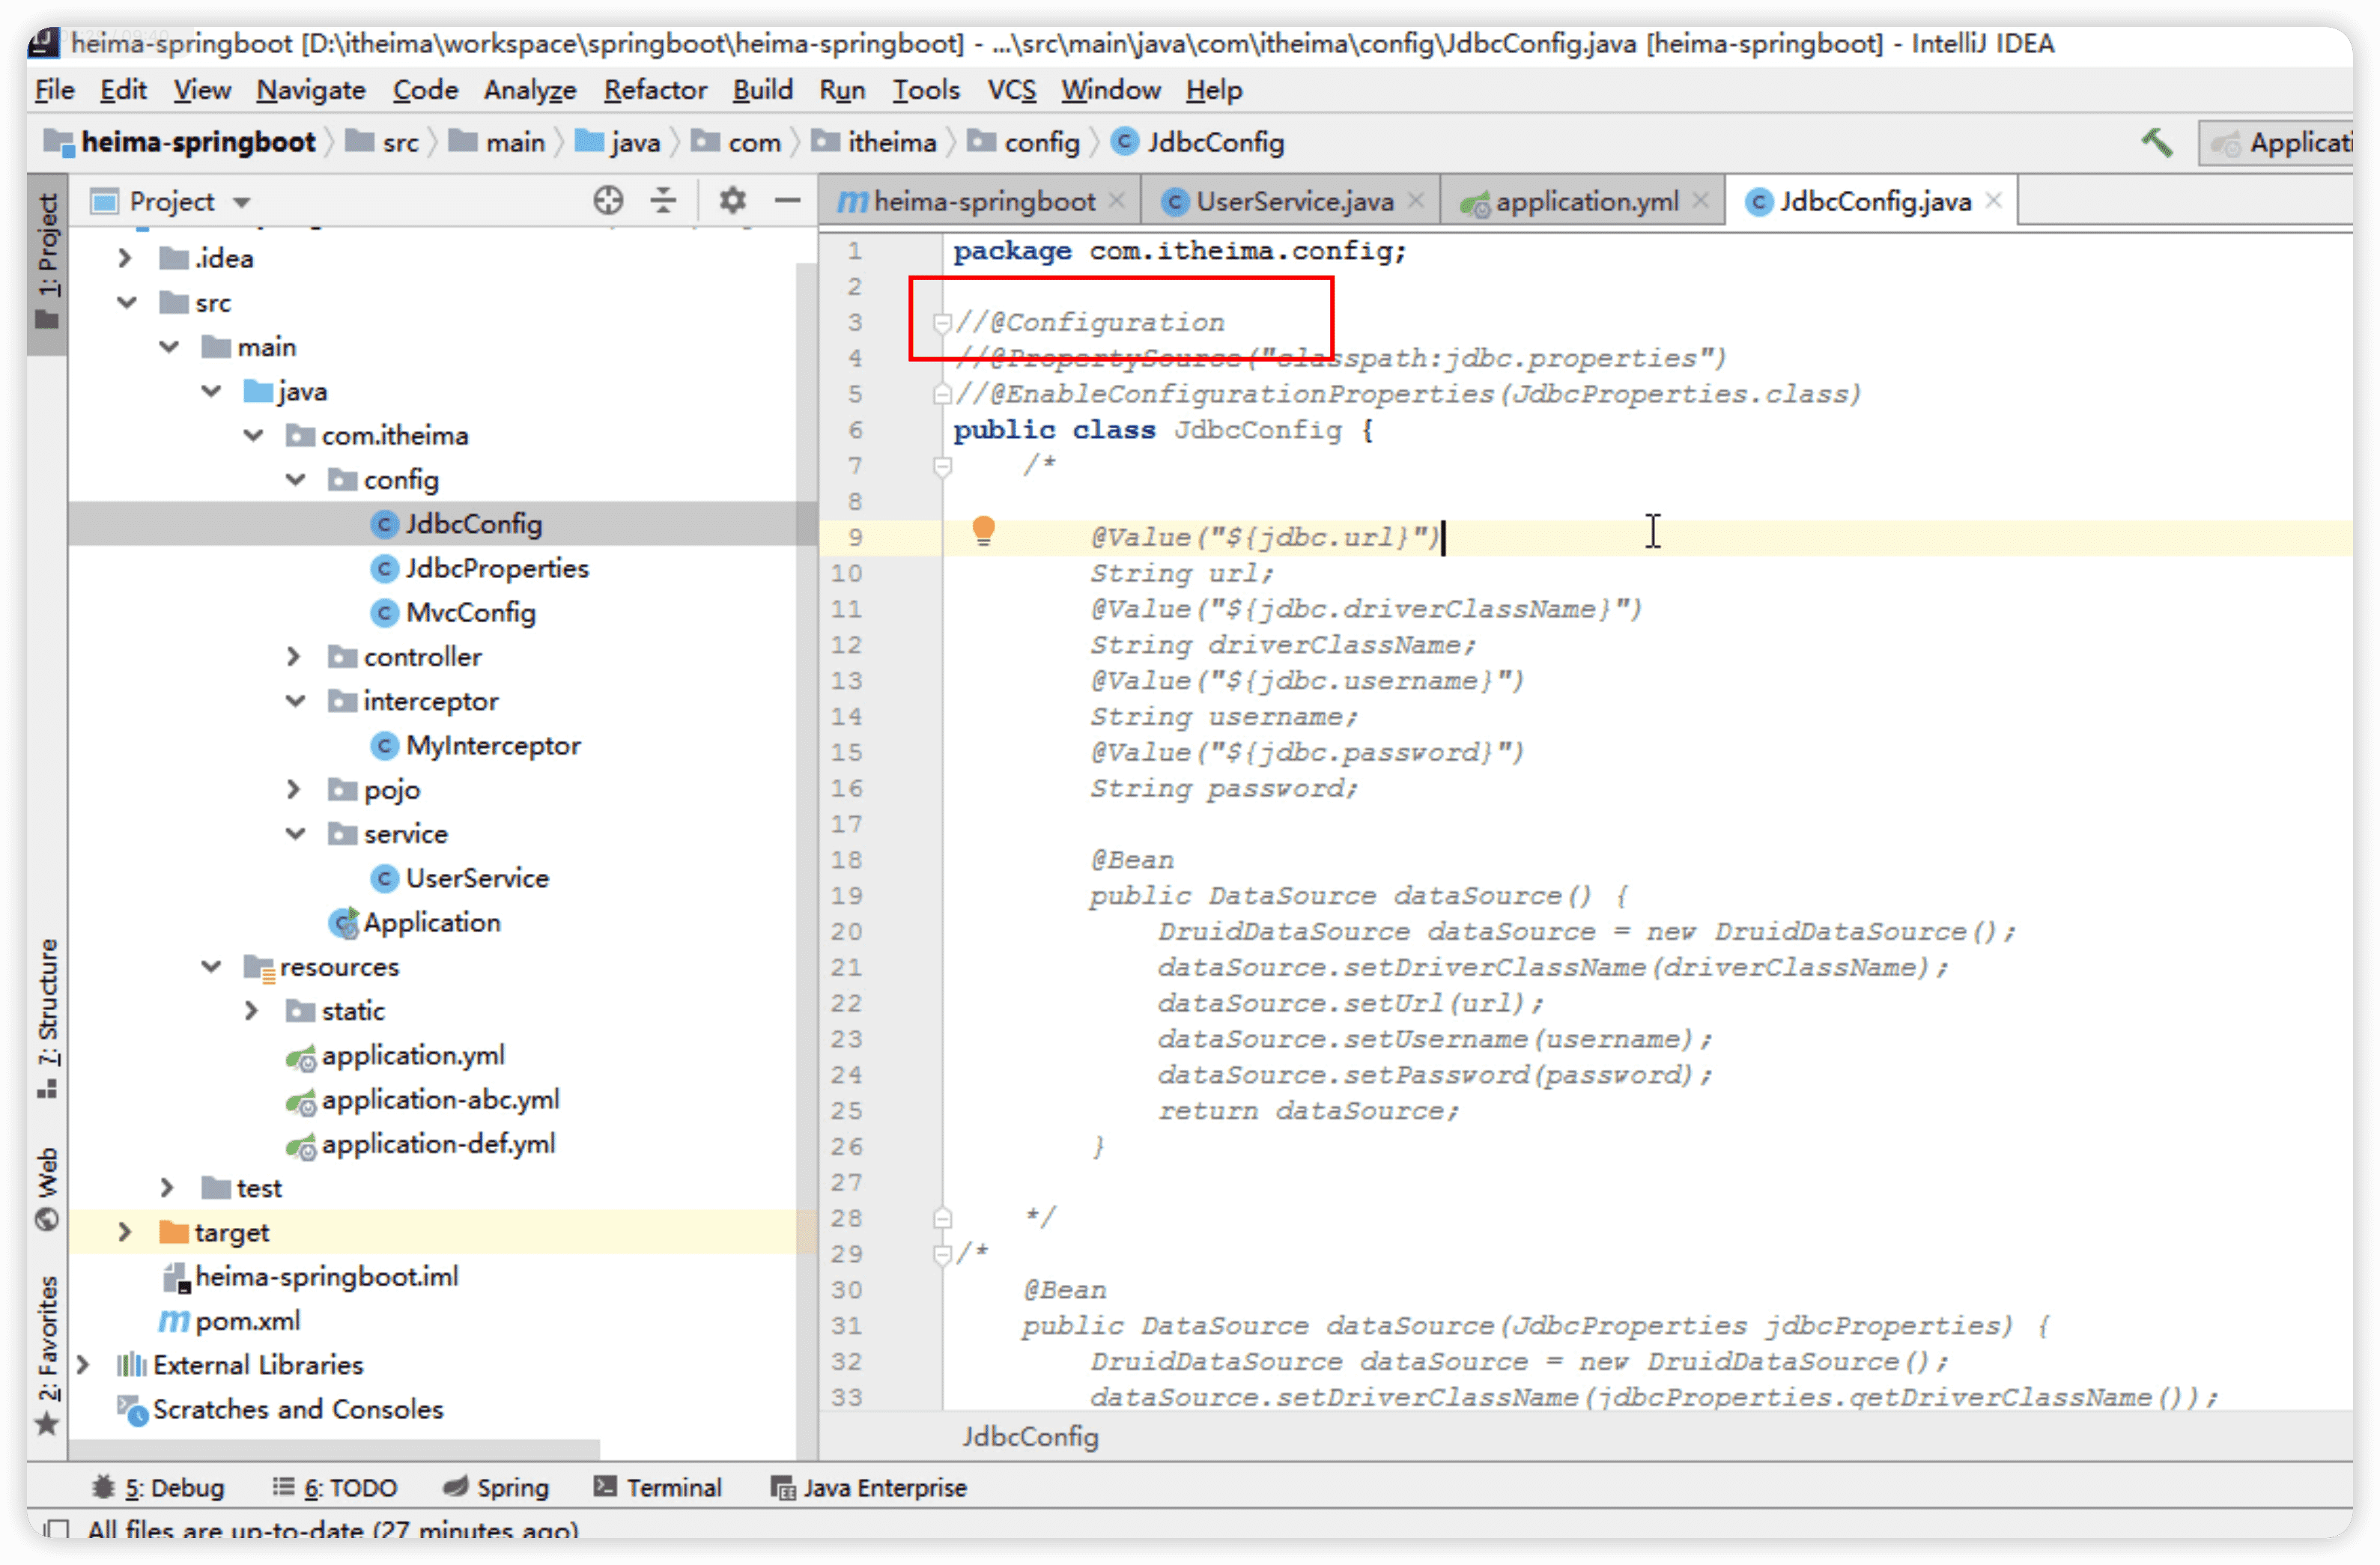 heima-springboot [D:\itheima\workspace\springboot\heima-springboot] - ...\src\main\java\com\itheima\config\JdbcConfig.java [heima-springboot] - IntelliJ IDEA
File Edit View Navigate Code Analyze Refactor Build Run Tools VCS Window Help
heima-springboot src main java com itheima config JdbcConfig Applicati
1: Project
7: Structure
Web
2: Favorites
Project
.idea
src
main
java
com.itheima
config
JdbcConfig
JdbcProperties
MvcConfig
controller
interceptor
MyInterceptor
pojo
service
UserService
Application
resources
static
application.yml
application-abc.yml
application-def.yml
test
target
heima-springboot.iml
pom.xml
External Libraries
Scratches and Consoles
heima-springboot UserService.java application.yml JdbcConfig.java
1 package com.itheima.config;
2
3 //@Configuration
4 //@PropertySource("classpath:jdbc.properties")
5 //@EnableConfigurationProperties(JdbcProperties.class)
6 public class JdbcConfig {
7 /*
8
9 @Value("${jdbc.url}")
10 String url;
11 @Value("${jdbc.driverClassName}")
12 String driverClassName;
13 @Value("${jdbc.username}")
14 String username;
15 @Value("${jdbc.password}")
16 String password;
17
18 @Bean
19 public DataSource dataSource() {
20 DruidDataSource dataSource = new DruidDataSource();
21 dataSource.setDriverClassName(driverClassName);
22 dataSource.setUrl(url);
23 dataSource.setUsername(username);
24 dataSource.setPassword(password);
25 return dataSource;
26 }
27
28 */
29 /*
30 @Bean
31 public DataSource dataSource(JdbcProperties jdbcProperties) {
32 DruidDataSource dataSource = new DruidDataSource();
33 dataSource.setDriverClassName(jdbcProperties.getDriverClassName());
JdbcConfig
5: Debug 6: TODO Spring Terminal Java Enterprise
All files are up-to-date (27 minutes ago)